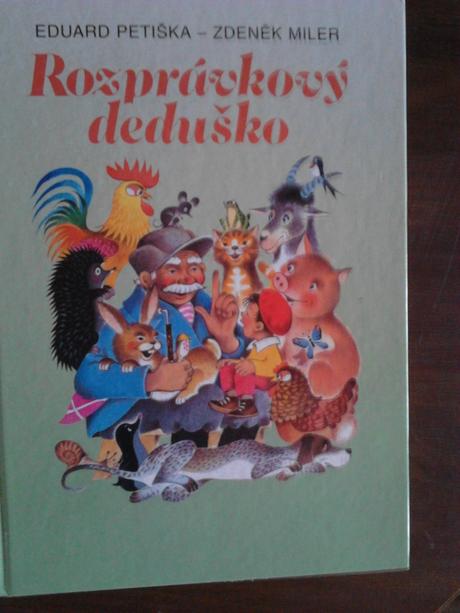 EDUARD PETIŠKA – ZDENĚK MILER
Rozprávkový
deduško